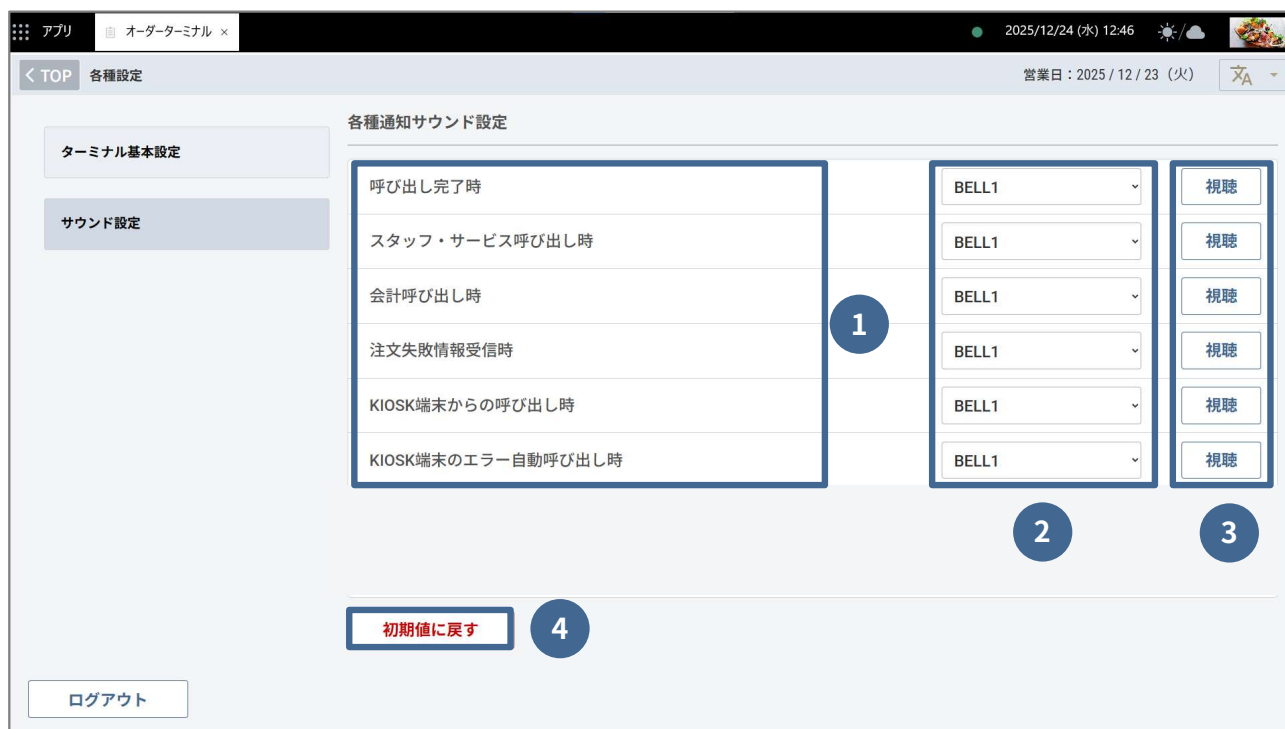 アプリ オーダーターミナル × 2025/12/24 (水) 12:46
< TOP 各種設定 営業日：2025 / 12 / 23（火） 文A
ターミナル基本設定
サウンド設定
各種通知サウンド設定
呼び出し完了時 BELL1 視聴
スタッフ・サービス呼び出し時 BELL1 視聴
会計呼び出し時 BELL1 視聴
1
注文失敗情報受信時 BELL1 視聴
KIOSK端末からの呼び出し時 BELL1 視聴
KIOSK端末のエラー自動呼び出し時 BELL1 視聴
2 3
初期値に戻す 4
ログアウト